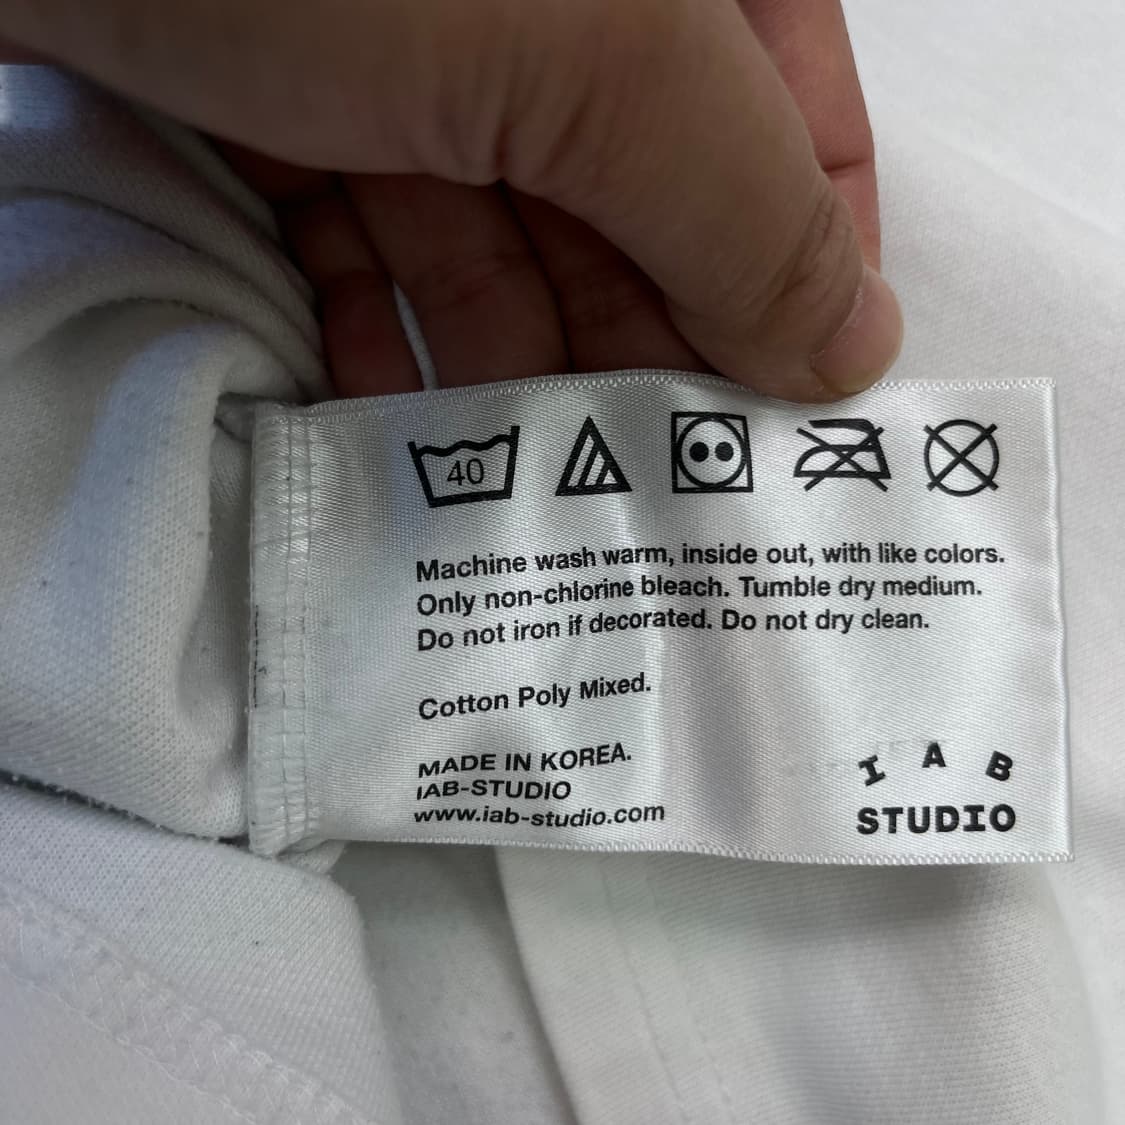 40
Machine wash warm, inside out, with like colors.
Only non-chlorine bleach. Tumble dry medium.
Do not iron if decorated. Do not dry clean.
Cotton Poly Mixed.
MADE IN KOREA.
IAB-STUDIO
www.iab-studio.com
I A B
STUDIO